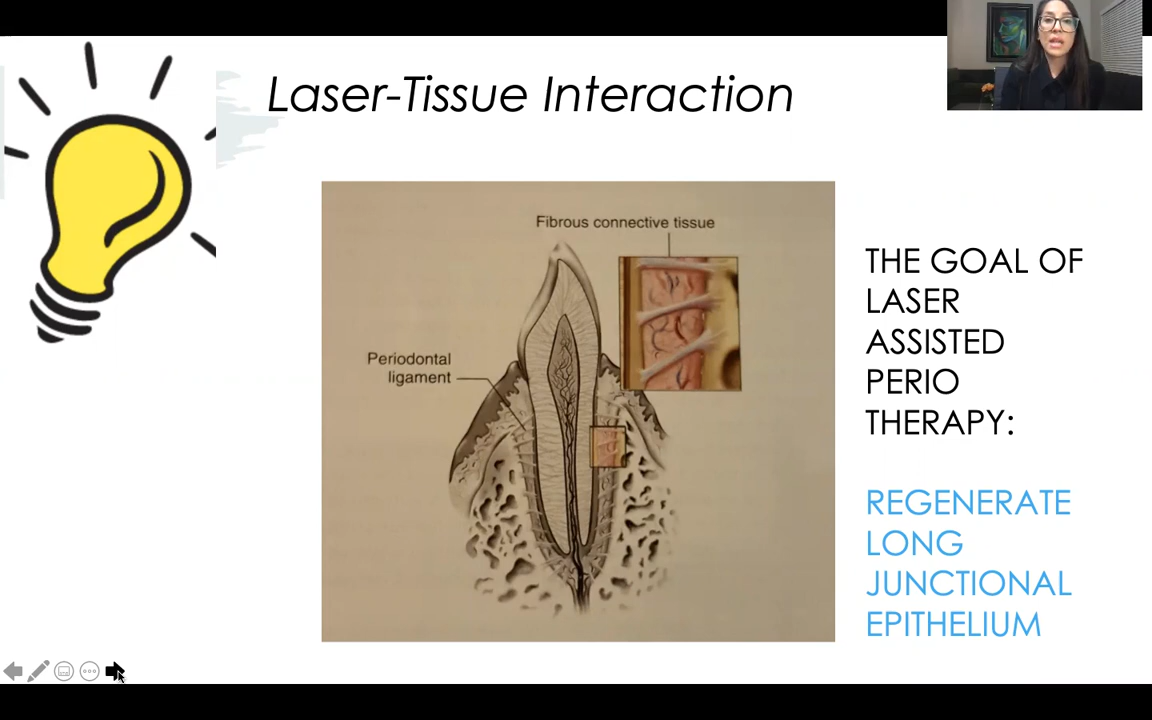 Laser-Tissue Interaction
Fibrous connective tissue
Periodontal
ligament
THE GOAL OF
LASER
ASSISTED
PERIO
THERAPY:
REGENERATE
LONG
JUNCTIONAL
EPITHELIUM